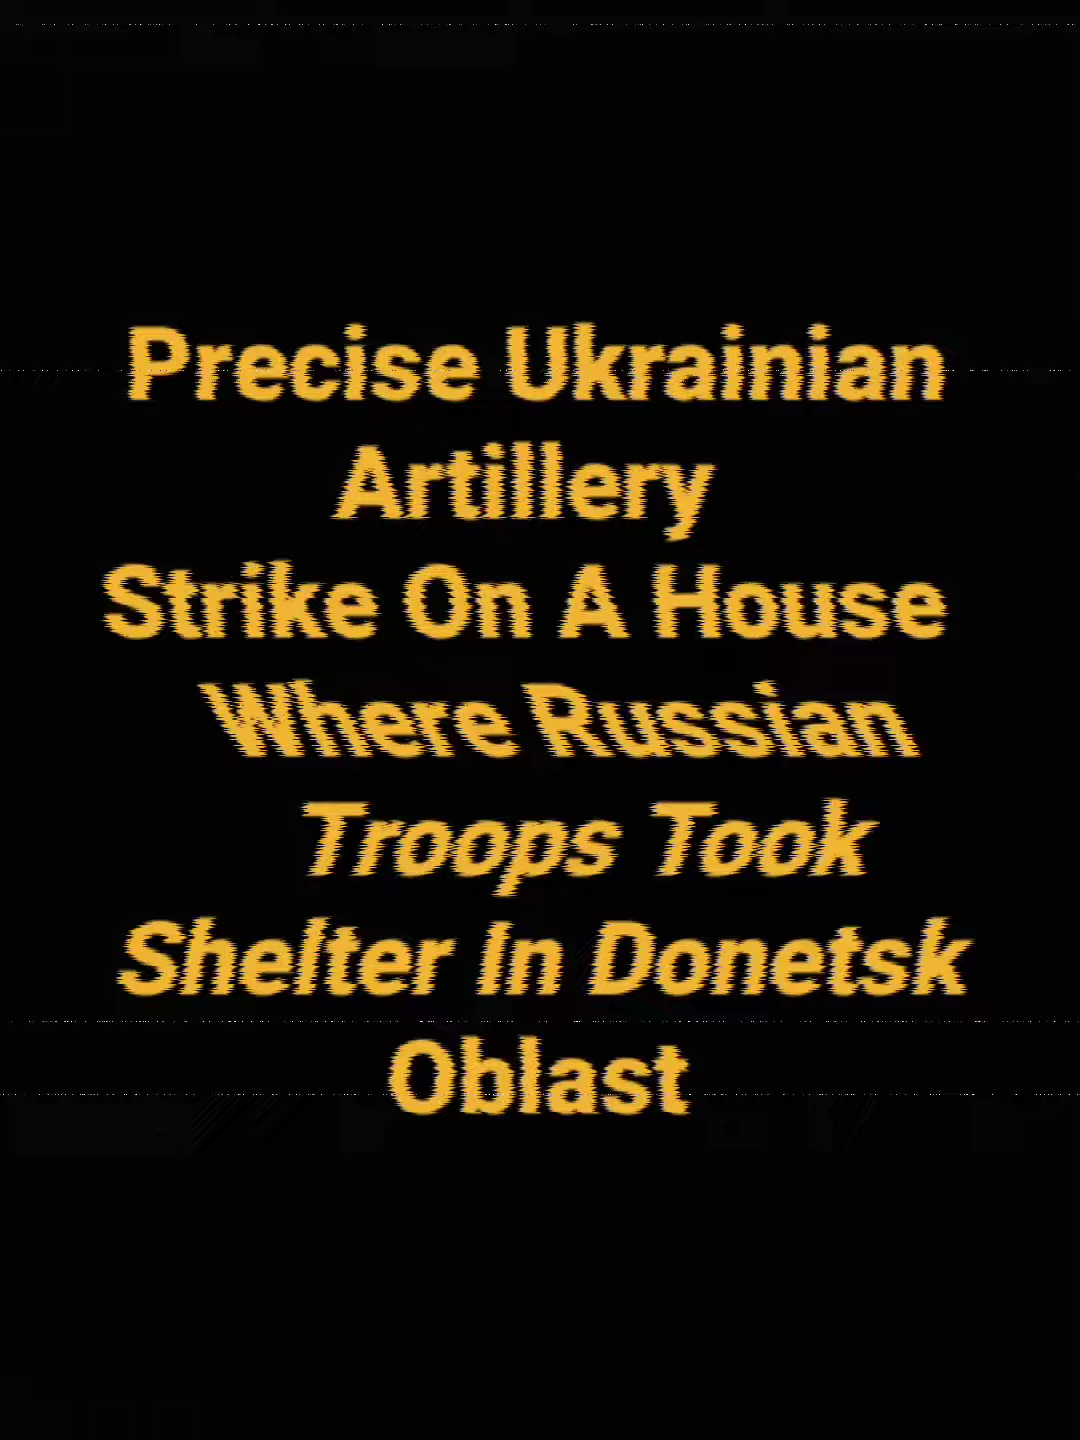 Precise Ukrainian
Artillery
Strike On A House
Where Russian
Troops Took
Shelter In Donetsk
Oblast